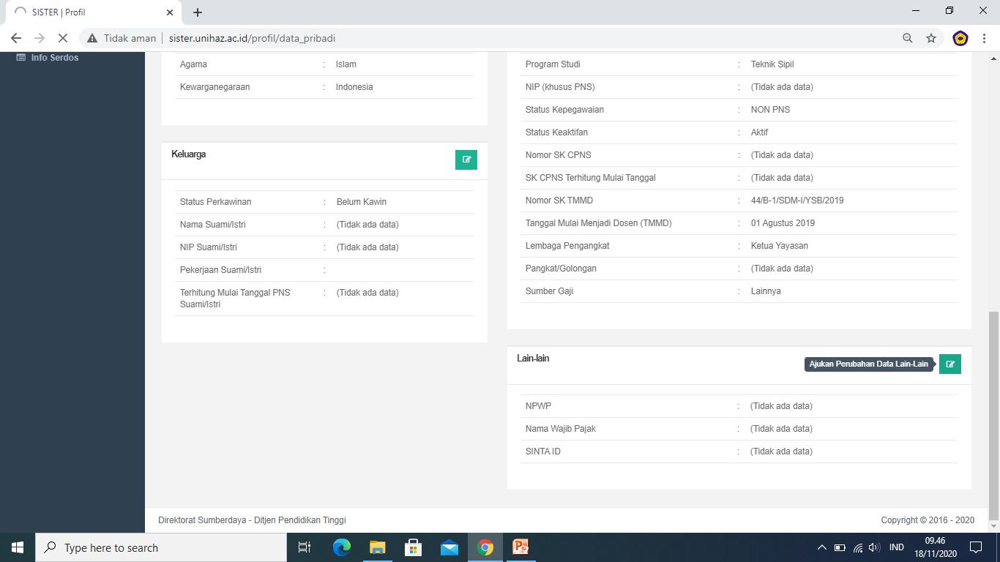 SISTER | Profil
Tidak aman
sister.unihaz.ac.id/profil/data_pribadi
Info Serdos
Agama : Islam
Kewarganegaraan : Indonesia
Keluarga
Status Perkawinan : Belum Kawin
Nama Suami/Istri : (Tidak ada data)
NIP Suami/Istri : (Tidak ada data)
Pekerjaan Suami/Istri :
Terhitung Mulai Tanggal PNS : (Tidak ada data)
Suami/Istri
Program Studi : Teknik Sipil
NIP (khusus PNS) : (Tidak ada data)
Status Kepegawaian : NON PNS
Status Keaktifan : Aktif
Nomor SK CPNS : (Tidak ada data)
SK CPNS Terhitung Mulai Tanggal : (Tidak ada data)
Nomor SK TMMD : 44/B-1/SDM-I/YSB/2019
Tanggal Mulai Menjadi Dosen (TMMD) : 01 Agustus 2019
Lembaga Pengangkat : Ketua Yayasan
Pangkat/Golongan : (Tidak ada data)
Sumber Gaji : Lainnya
Lain-lain
Ajukan Perubahan Data Lain-Lain
NPWP : (Tidak ada data)
Nama Wajib Pajak : (Tidak ada data)
SINTA ID : (Tidak ada data)
Direktorat Sumberdaya - Ditjen Pendidikan Tinggi
Copyright © 2016 - 2020
Type here to search
IND
09.46
18/11/2020